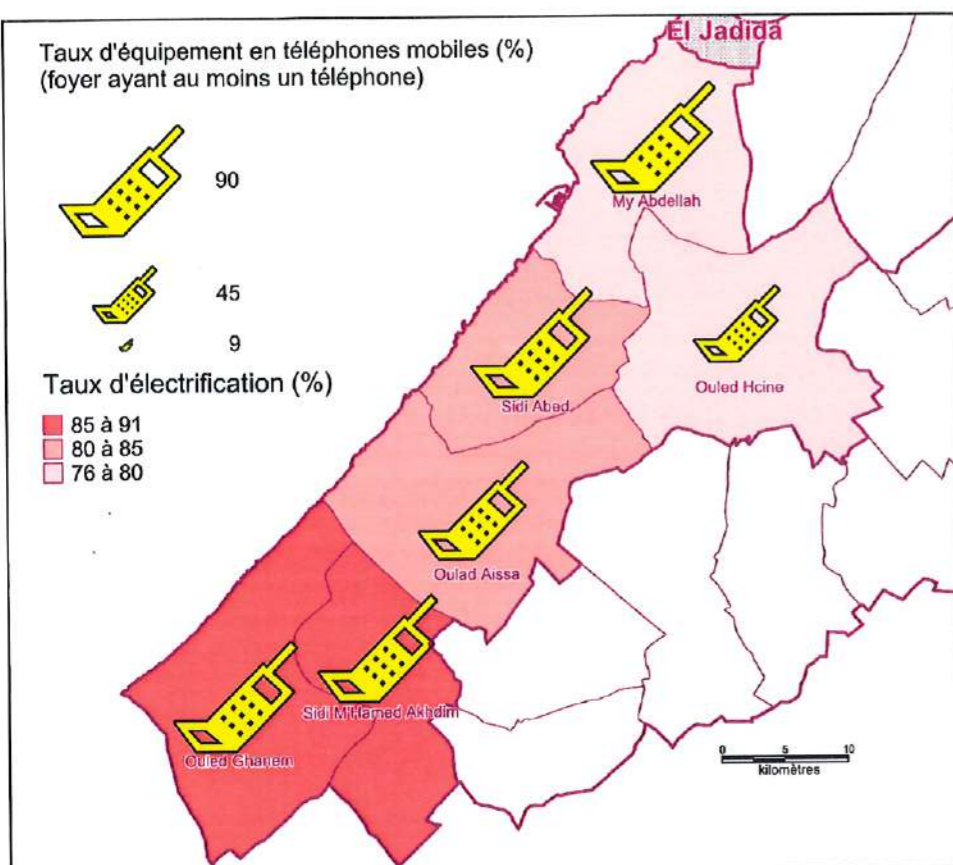 Taux d'équipement en téléphones mobiles (%)
(foyer ayant au moins un téléphone)
90
45
9
Taux d'électrification (%)
85 à 91
80 à 85
76 à 80
El Jadida
My Abdellah
Sidi Abed
Ouled Hcine
Oulad Aissa
Sidi M'Hamed Akhdim
Ouled Ghanem
0 5 10
kilomètres